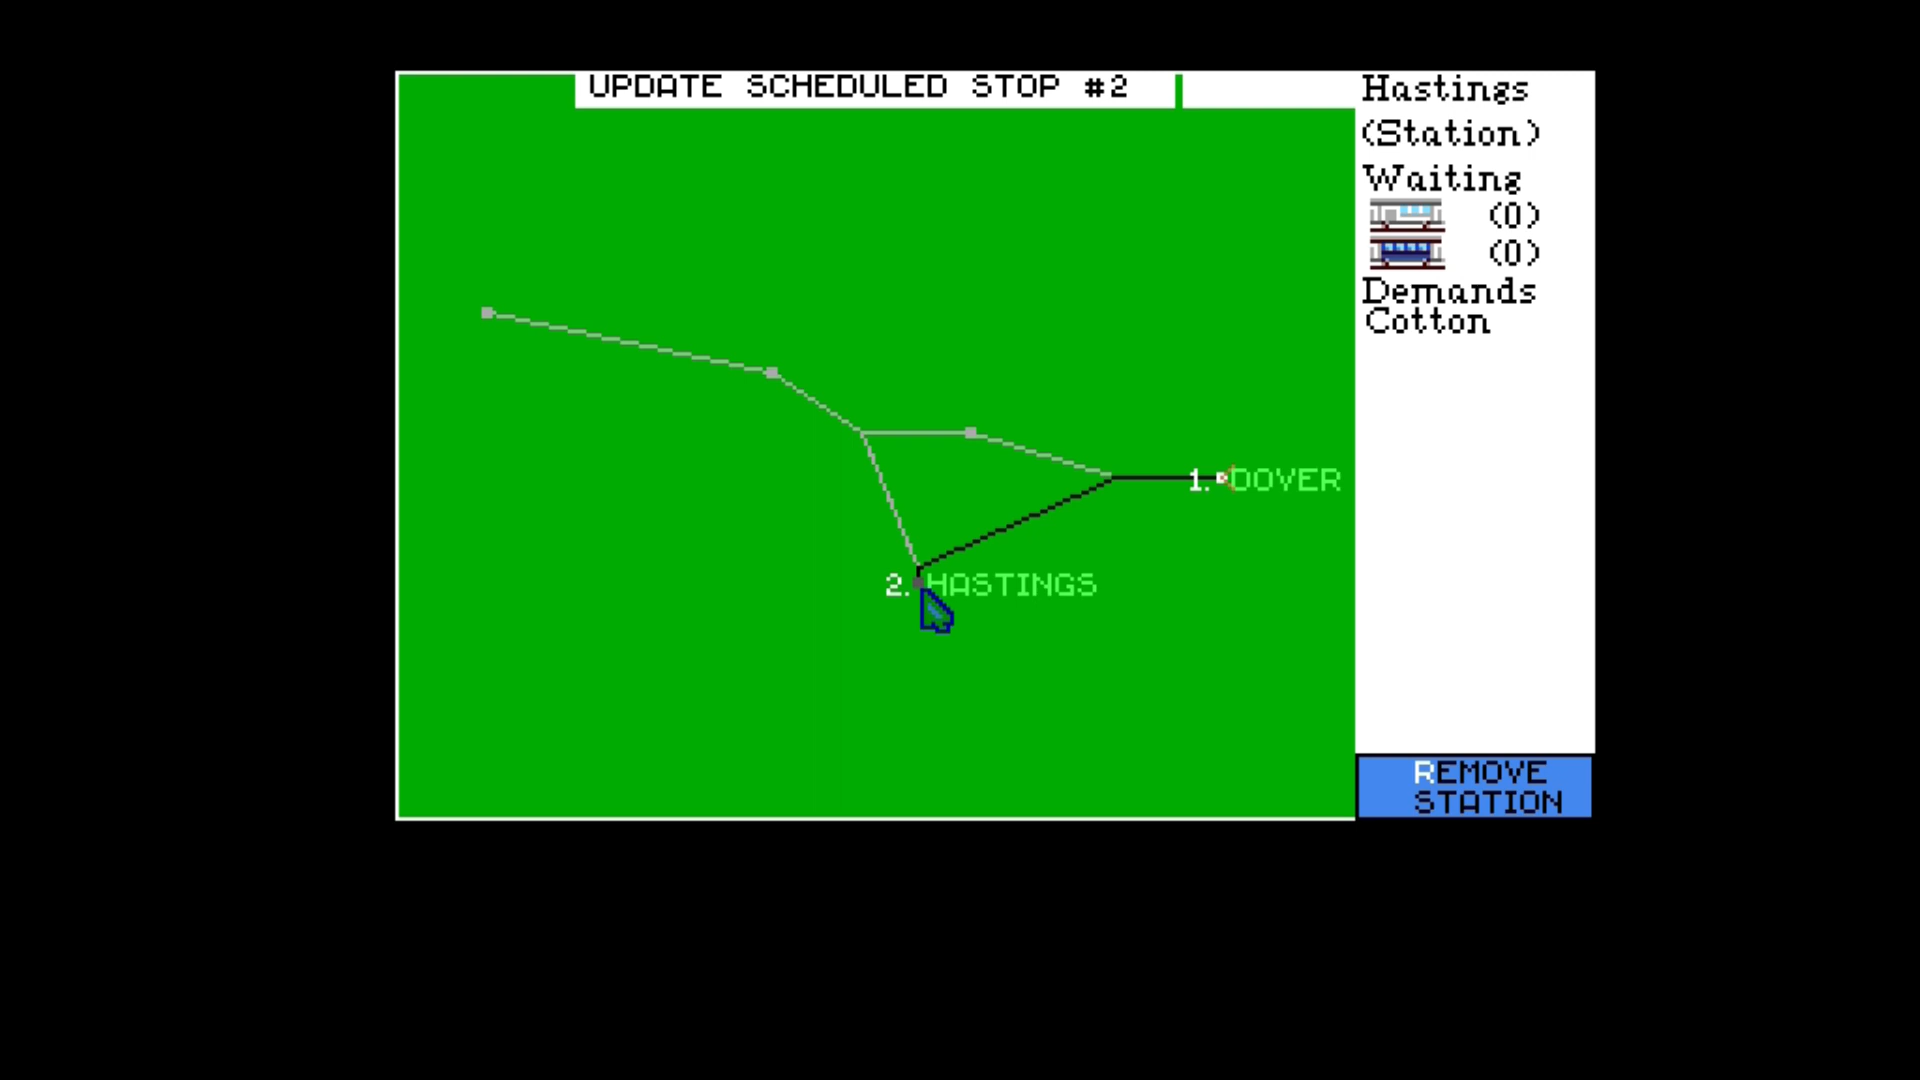 UPDATE SCHEDULED STOP #2
Hastings
(Station)
Waiting
(0)
(0)
Demands
Cotton
1. DOVER
2. HASTINGS
REMOVE
STATION